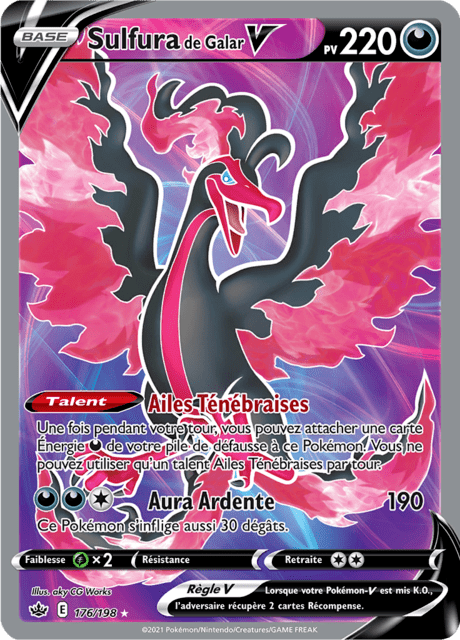 BASE Sulfura de Galar V PV 220
Talent Ailes Ténébraises
Une fois pendant votre tour, vous pouvez attacher une carte
Énergie de votre pile de défausse à ce Pokémon. Vous ne
pouvez utiliser qu'un talent Ailes Ténébraises par tour.
Aura Ardente 190
Ce Pokémon s'inflige aussi 30 dégâts.
Faiblesse ×2 Résistance Retraite
Illus. aky CG Works
Règle V Lorsque votre Pokémon-V est mis K.O.,
l'adversaire récupère 2 cartes Récompense.
E 176/198
©2021 Pokémon/Nintendo/Creatures/GAME FREAK